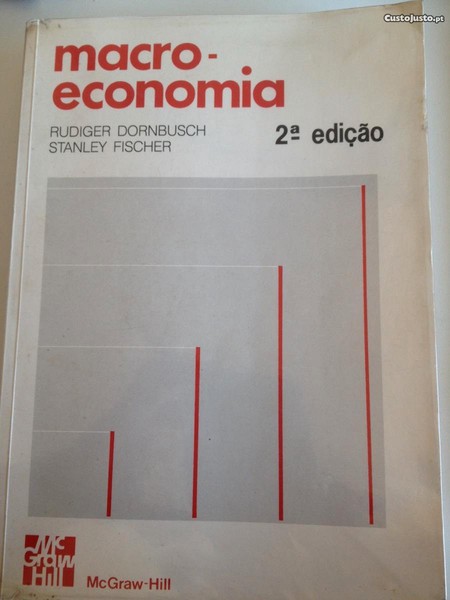 CustoJusto.pt
macro-
economia
RUDIGER DORNBUSCH
STANLEY FISCHER
2ª edição
Mc
Graw
Hill
McGraw-Hill